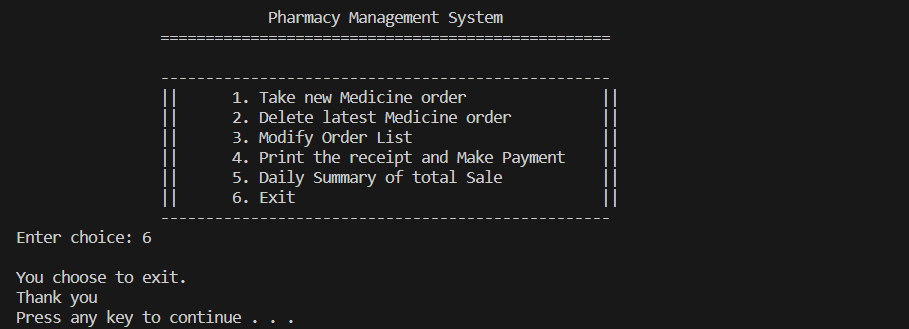 Pharmacy Management System
==================================================
--------------------------------------------------
||      1. Take new Medicine order               ||
||      2. Delete latest Medicine order          ||
||      3. Modify Order List                     ||
||      4. Print the receipt and Make Payment    ||
||      5. Daily Summary of total Sale           ||
||      6. Exit                                  ||
--------------------------------------------------
Enter choice: 6
You choose to exit.
Thank you
Press any key to continue . . .